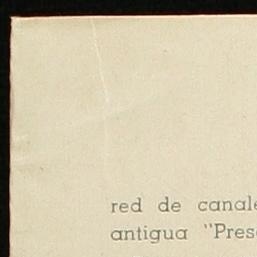 red de canale
antigua "Pres